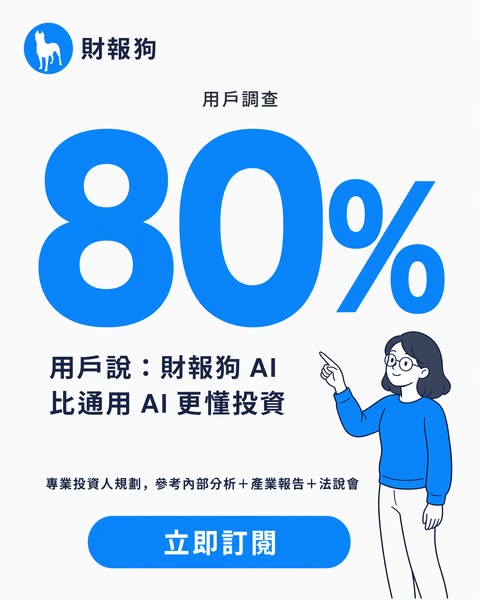 財報狗
用戶調查
80%
用戶說：財報狗 AI
比通用 AI 更懂投資
專業投資人規劃，參考內部分析＋產業報告＋法說會
立即訂閱